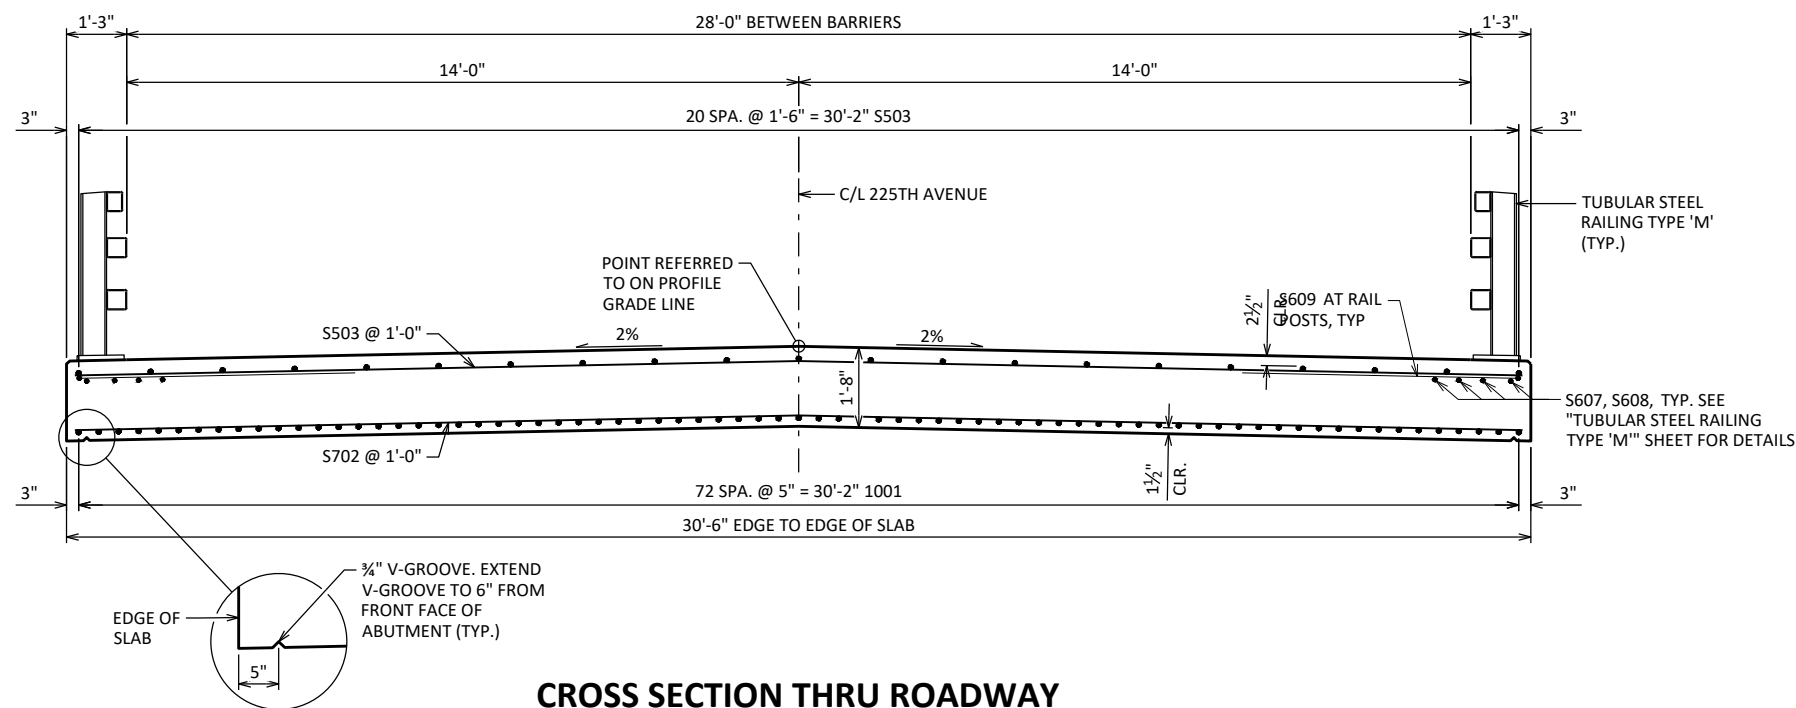 1'-3"
28'-0" BETWEEN BARRIERS
1'-3"
14'-0"
14'-0"
3"
20 SPA. @ 1'-6" = 30'-2" S503
3"
C/L 225TH AVENUE
TUBULAR STEEL
RAILING TYPE 'M'
(TYP.)
POINT REFERRED
TO ON PROFILE
GRADE LINE
2½"
CLR.
S609 AT RAIL
POSTS, TYP
S503 @ 1'-0"
2%
2%
1'-8"
S607, S608, TYP. SEE
"TUBULAR STEEL RAILING
TYPE 'M'" SHEET FOR DETAILS
S702 @ 1'-0"
1½"
CLR.
3"
72 SPA. @ 5" = 30'-2" 1001
3"
30'-6" EDGE TO EDGE OF SLAB
¾" V-GROOVE. EXTEND
V-GROOVE TO 6" FROM
FRONT FACE OF
ABUTMENT (TYP.)
EDGE OF
SLAB
5"
CROSS SECTION THRU ROADWAY